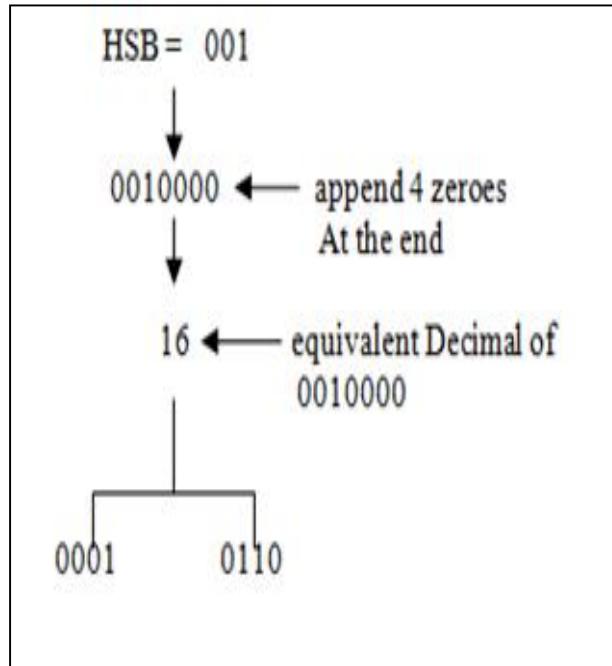 HSB = 001
0010000 append 4 zeroes
At the end
16 equivalent Decimal of
0010000
0001 0110